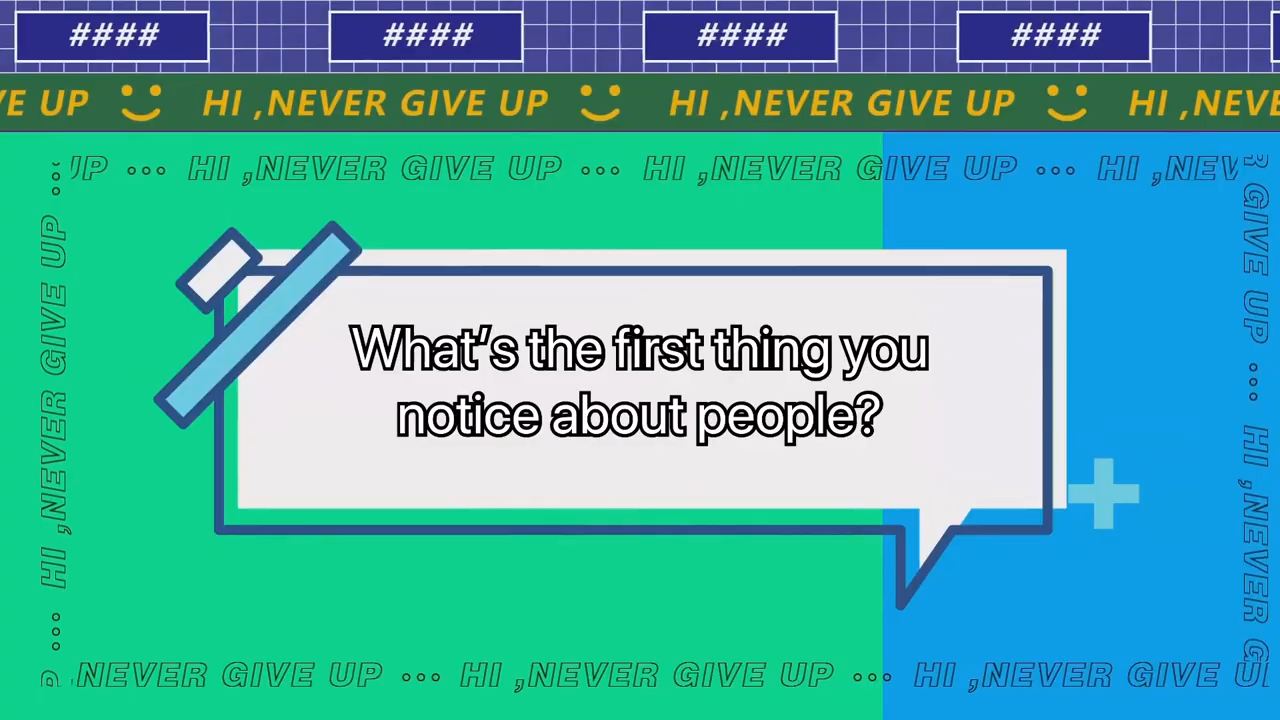 #### #### #### ####
VE UP HI ,NEVER GIVE UP HI ,NEVER GIVE UP HI ,NEVE
UP ... HI ,NEVER GIVE UP ... HI ,NEVER GIVE UP ... HI ,NEV
HI ,NEVER GIVE UP ...
What's the first thing you
notice about people?
R GIVE UP ... HI ,NEVER G
P ... ,NEVER GIVE UP ... HI ,NEVER GIVE UP ... HI ,NEVER GIVE U